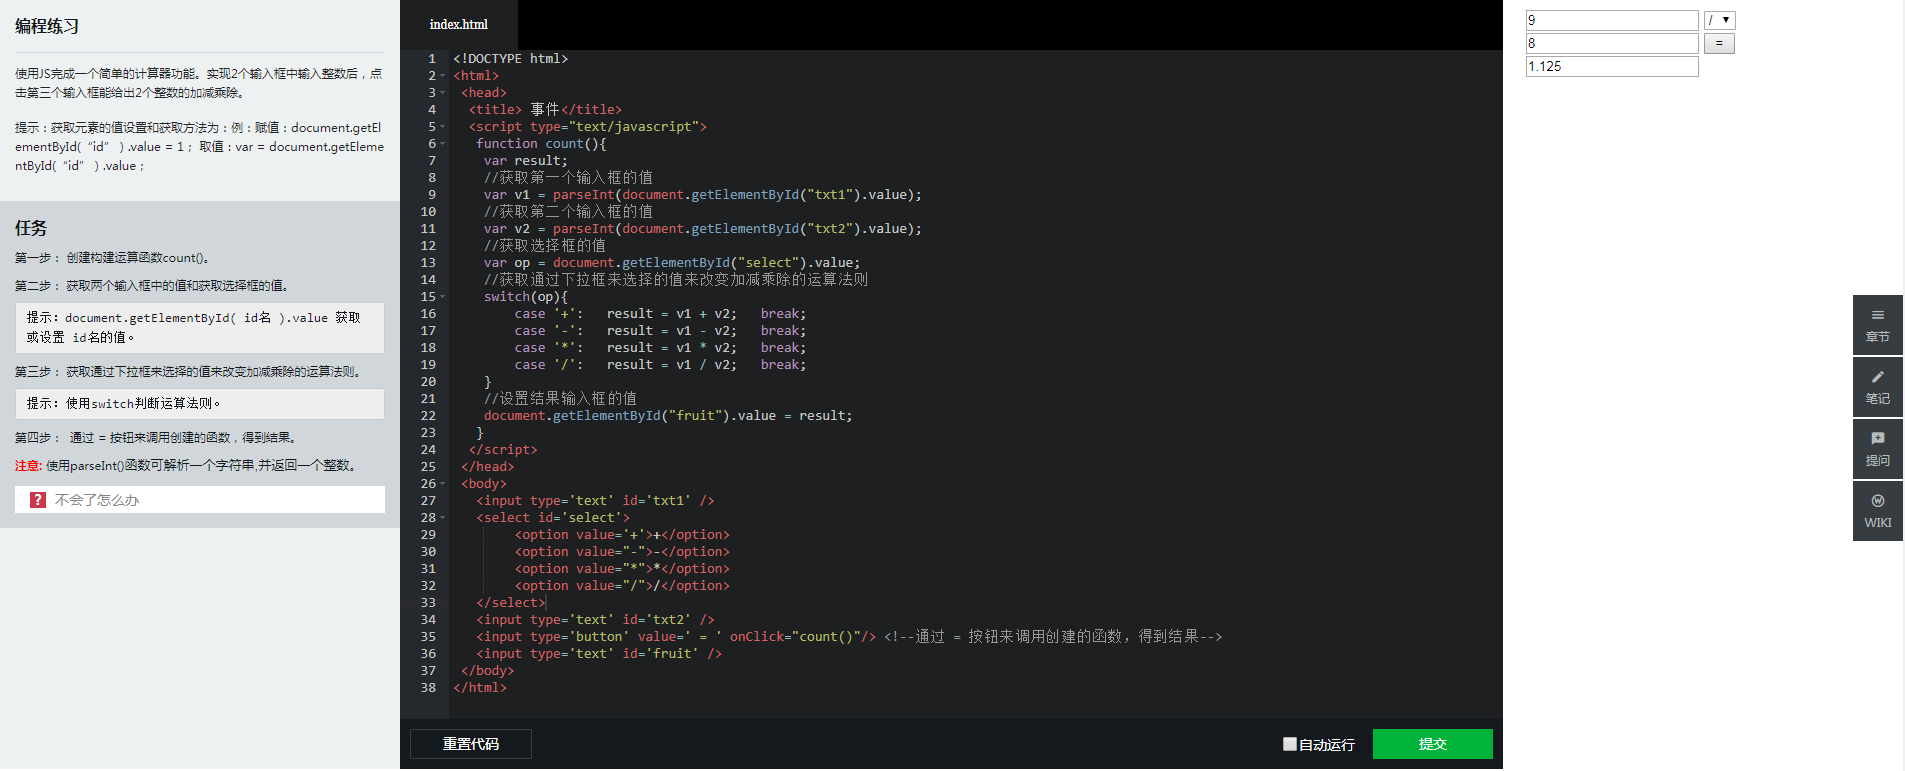 编程练习
使用JS完成一个简单的计算器功能。实现2个输入框中输入整数后，点
击第三个输入框能给出2个整数的加减乘除。
提示：获取元素的值设置和获取方法为：例：赋值：document.getEl
ementById(“id” ) .value = 1； 取值：var = document.getEleme
ntById(“id” ) .value；
任务
第一步： 创建构建运算函数count()。
第二步： 获取两个输入框中的值和获取选择框的值。
提示：document.getElementById( id名 ).value 获取
或设置 id名的值。
第三步： 获取通过下拉框来选择的值来改变加减乘除的运算法则。
提示：使用switch判断运算法则。
第四步： 通过 = 按钮来调用创建的函数，得到结果。
注意: 使用parseInt()函数可解析一个字符串,并返回一个整数。
? 不会了怎么办
index.html
1 <!DOCTYPE html>
2 <html>
3 <head>
4 <title> 事件</title>
5 <script type="text/javascript">
6 function count(){
7 var result;
8 //获取第一个输入框的值
9 var v1 = parseInt(document.getElementById("txt1").value);
10 //获取第二个输入框的值
11 var v2 = parseInt(document.getElementById("txt2").value);
12 //获取选择框的值
13 var op = document.getElementById("select").value;
14 //获取通过下拉框来选择的值来改变加减乘除的运算法则
15 switch(op){
16 case '+': result = v1 + v2; break;
17 case '-': result = v1 - v2; break;
18 case '*': result = v1 * v2; break;
19 case '/': result = v1 / v2; break;
20 }
21 //设置结果输入框的值
22 document.getElementById("fruit").value = result;
23 }
24 </script>
25 </head>
26 <body>
27 <input type='text' id='txt1' />
28 <select id='select'>
29 <option value='+'>+</option>
30 <option value="-">-</option>
31 <option value="*">*</option>
32 <option value="/">/</option>
33 </select>
34 <input type='text' id='txt2' />
35 <input type='button' value=' = ' onClick="count()"/> <!--通过 = 按钮来调用创建的函数，得到结果-->
36 <input type='text' id='fruit' />
37 </body>
38 </html>
重置代码
自动运行
提交
9 /
8 =
1.125
章节
笔记
提问
WIKI